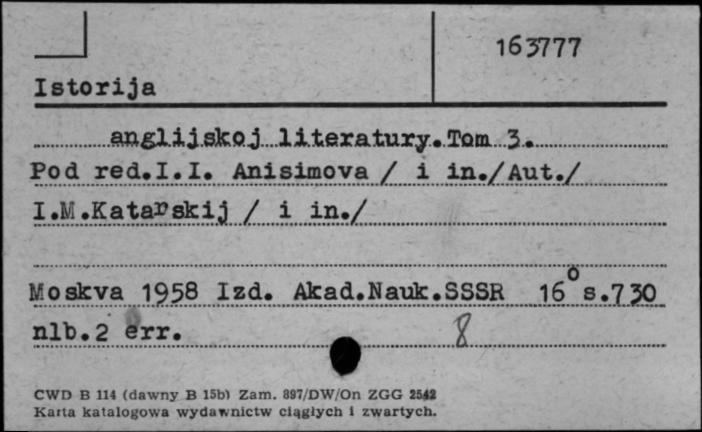 163777
Istorija
anglijskoj literatury.Tom 3.
Pod red.I.I. Anisimova / i in./Aut./
I.M.Katarskij / i in./
Moskva 1958 Izd. Akad.Nauk.SSSR 16° s.730
nlb.2 err.
8
CWD B 114 (dawny B 15b) Zam. 897/DW/On ZGG 2542
Karta katalogowa wydawnictw ciągłych i zwartych.